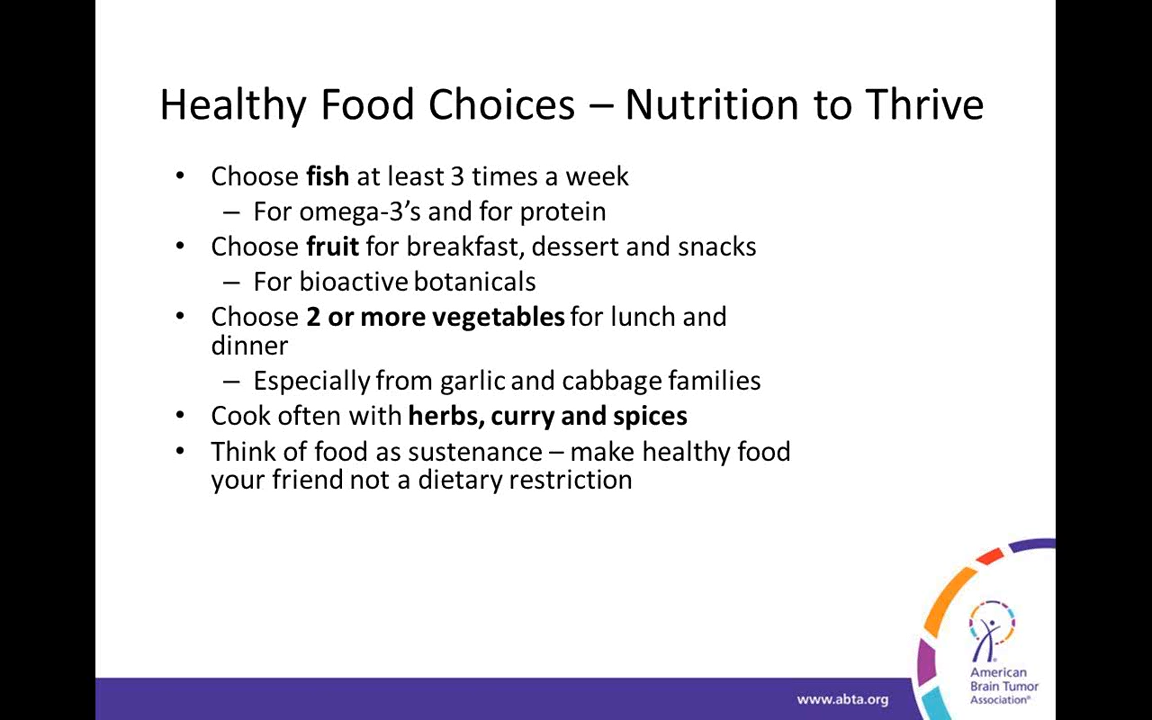 Healthy Food Choices – Nutrition to Thrive
• Choose fish at least 3 times a week
– For omega-3’s and for protein
• Choose fruit for breakfast, dessert and snacks
– For bioactive botanicals
• Choose 2 or more vegetables for lunch and
dinner
– Especially from garlic and cabbage families
• Cook often with herbs, curry and spices
• Think of food as sustenance – make healthy food
your friend not a dietary restriction
American
Brain Tumor
Association®
www.abta.org